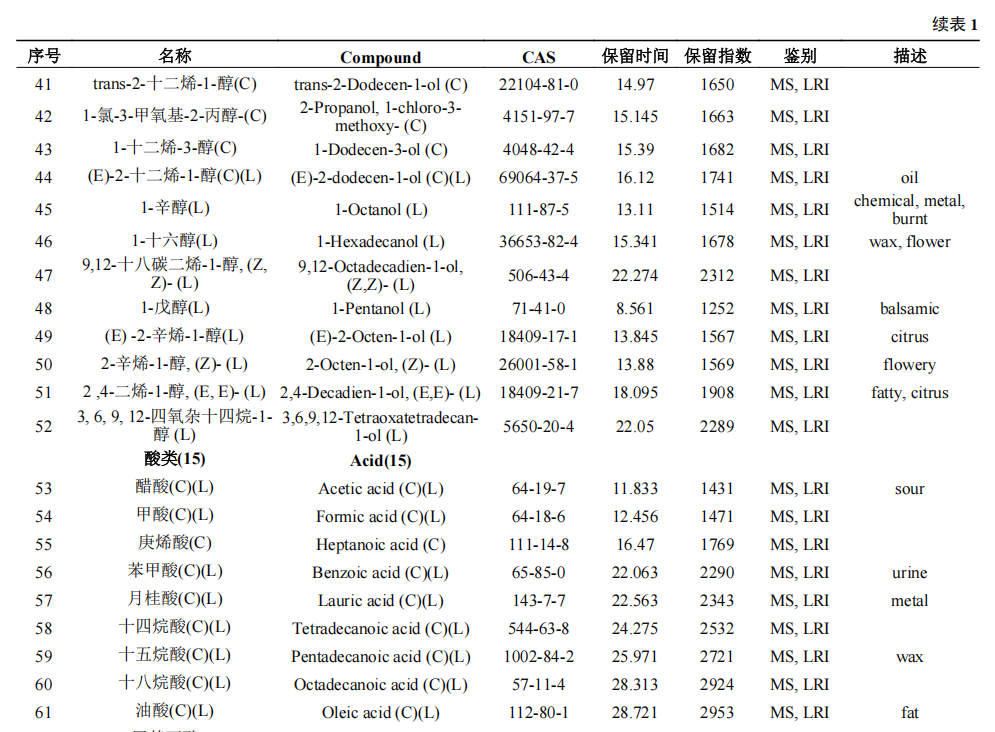 续表 1
序号 名称 Compound CAS 保留时间 保留指数 鉴别 描述
41 trans-2-十二烯-1-醇(C) trans-2-Dodecen-1-ol (C) 22104-81-0 14.97 1650 MS, LRI
42 1-氯-3-甲氧基-2-丙醇-(C) 2-Propanol, 1-chloro-3-methoxy- (C) 4151-97-7 15.145 1663 MS, LRI
43 1-十二烯-3-醇(C) 1-Dodecen-3-ol (C) 4048-42-4 15.39 1682 MS, LRI
44 (E)-2-十二烯-1-醇(C)(L) (E)-2-dodecen-1-ol (C)(L) 69064-37-5 16.12 1741 MS, LRI oil
45 1-辛醇(L) 1-Octanol (L) 111-87-5 13.11 1514 MS, LRI chemical, metal, burnt
46 1-十六醇(L) 1-Hexadecanol (L) 36653-82-4 15.341 1678 MS, LRI wax, flower
47 9,12-十八碳二烯-1-醇, (Z, Z)- (L) 9,12-Octadecadien-1-ol, (Z,Z)- (L) 506-43-4 22.274 2312 MS, LRI
48 1-戊醇(L) 1-Pentanol (L) 71-41-0 8.561 1252 MS, LRI balsamic
49 (E) -2-辛烯-1-醇(L) (E)-2-Octen-1-ol (L) 18409-17-1 13.845 1567 MS, LRI citrus
50 2-辛烯-1-醇, (Z)- (L) 2-Octen-1-ol, (Z)- (L) 26001-58-1 13.88 1569 MS, LRI flowery
51 2 ,4-二烯-1-醇, (E, E)- (L) 2,4-Decadien-1-ol, (E,E)- (L) 18409-21-7 18.095 1908 MS, LRI fatty, citrus
52 3, 6, 9, 12-四氧杂十四烷-1-醇 (L) 3,6,9,12-Tetraoxatetradecan-1-ol (L) 5650-20-4 22.05 2289 MS, LRI
酸类(15) Acid(15)
53 醋酸(C)(L) Acetic acid (C)(L) 64-19-7 11.833 1431 MS, LRI sour
54 甲酸(C)(L) Formic acid (C)(L) 64-18-6 12.456 1471 MS, LRI
55 庚烯酸(C) Heptanoic acid (C) 111-14-8 16.47 1769 MS, LRI
56 苯甲酸(C)(L) Benzoic acid (C)(L) 65-85-0 22.063 2290 MS, LRI urine
57 月桂酸(C)(L) Lauric acid (C)(L) 143-7-7 22.563 2343 MS, LRI metal
58 十四烷酸(C)(L) Tetradecanoic acid (C)(L) 544-63-8 24.275 2532 MS, LRI
59 十五烷酸(C)(L) Pentadecanoic acid (C)(L) 1002-84-2 25.971 2721 MS, LRI wax
60 十八烷酸(C)(L) Octadecanoic acid (C)(L) 57-11-4 28.313 2924 MS, LRI
61 油酸(C)(L) Oleic acid (C)(L) 112-80-1 28.721 2953 MS, LRI fat